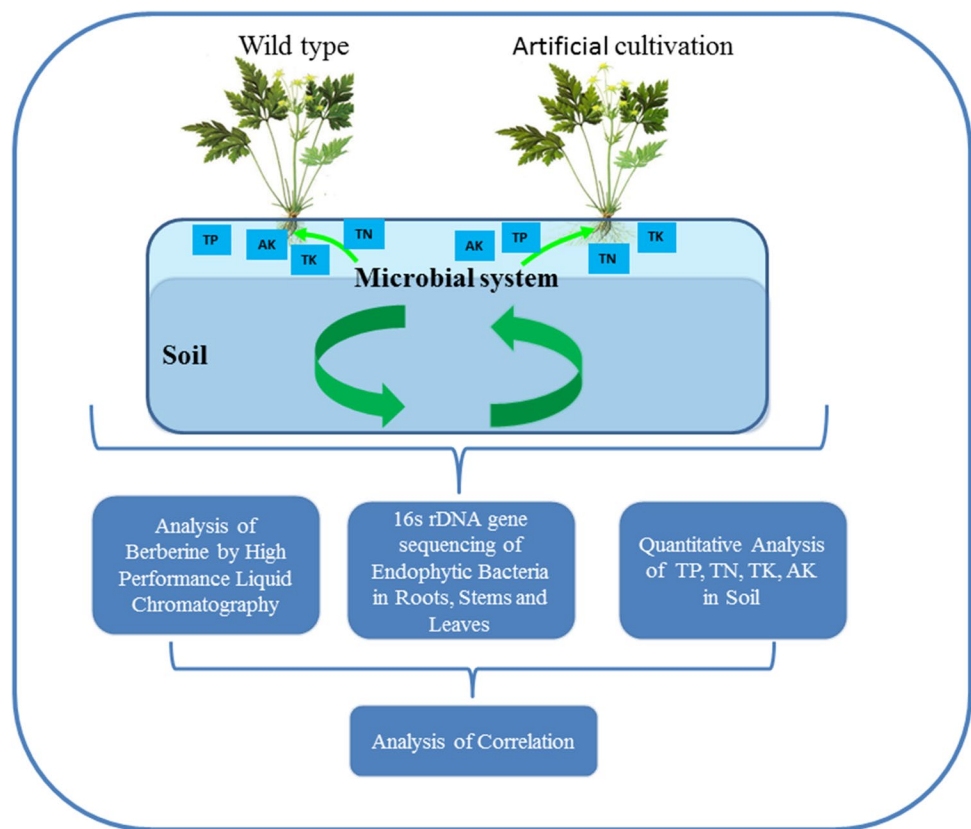 Wild type
Artificial cultivation
TP
AK
TK
TN
AK
TP
TN
TK
Microbial system
Soil
Analysis of
Berberine by High
Performance Liquid
Chromatography
16s rDNA gene
sequencing of
Endophytic Bacteria
in Roots, Stems and
Leaves
Quantitative Analysis
of TP, TN, TK, AK
in Soil
Analysis of Correlation